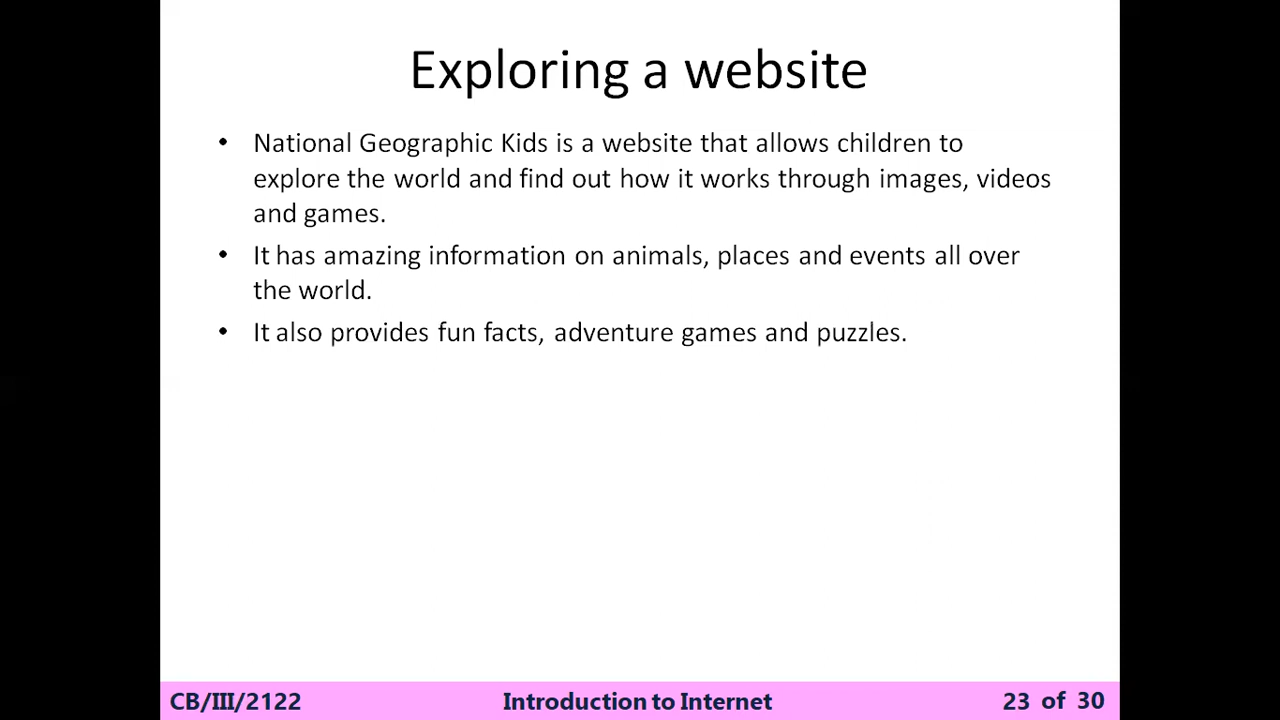 Exploring a website
• National Geographic Kids is a website that allows children to
explore the world and find out how it works through images, videos
and games.
• It has amazing information on animals, places and events all over
the world.
• It also provides fun facts, adventure games and puzzles.
CB/III/2122 Introduction to Internet 23 of 30